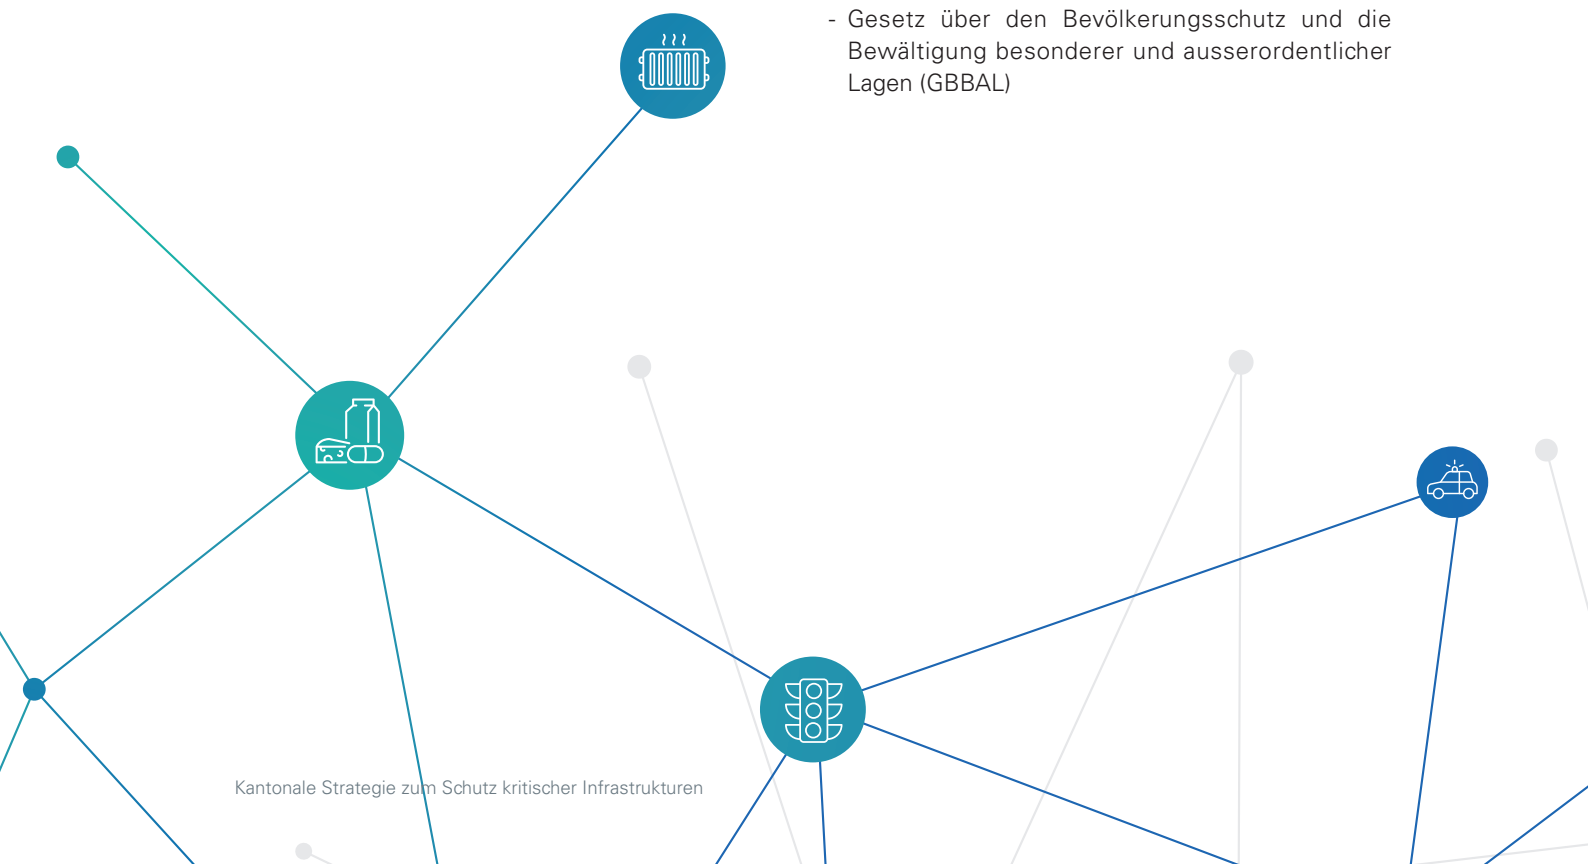 - Gesetz über den Bevölkerungsschutz und die
Bewältigung besonderer und ausserordentlicher
Lagen (GBBAL)
Kantonale Strategie zum Schutz kritischer Infrastrukturen